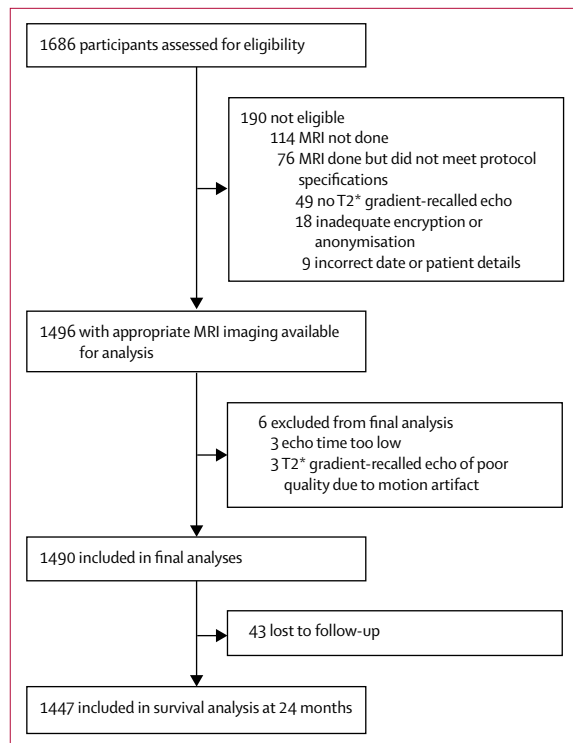 1686 participants assessed for eligibility
190 not eligible
114 MRI not done
76 MRI done but did not meet protocol
specifications
49 no T2* gradient-recalled echo
18 inadequate encryption or
anonymisation
9 incorrect date or patient details
1496 with appropriate MRI imaging available
for analysis
6 excluded from final analysis
3 echo time too low
3 T2* gradient-recalled echo of poor
quality due to motion artifact
1490 included in final analyses
43 lost to follow-up
1447 included in survival analysis at 24 months